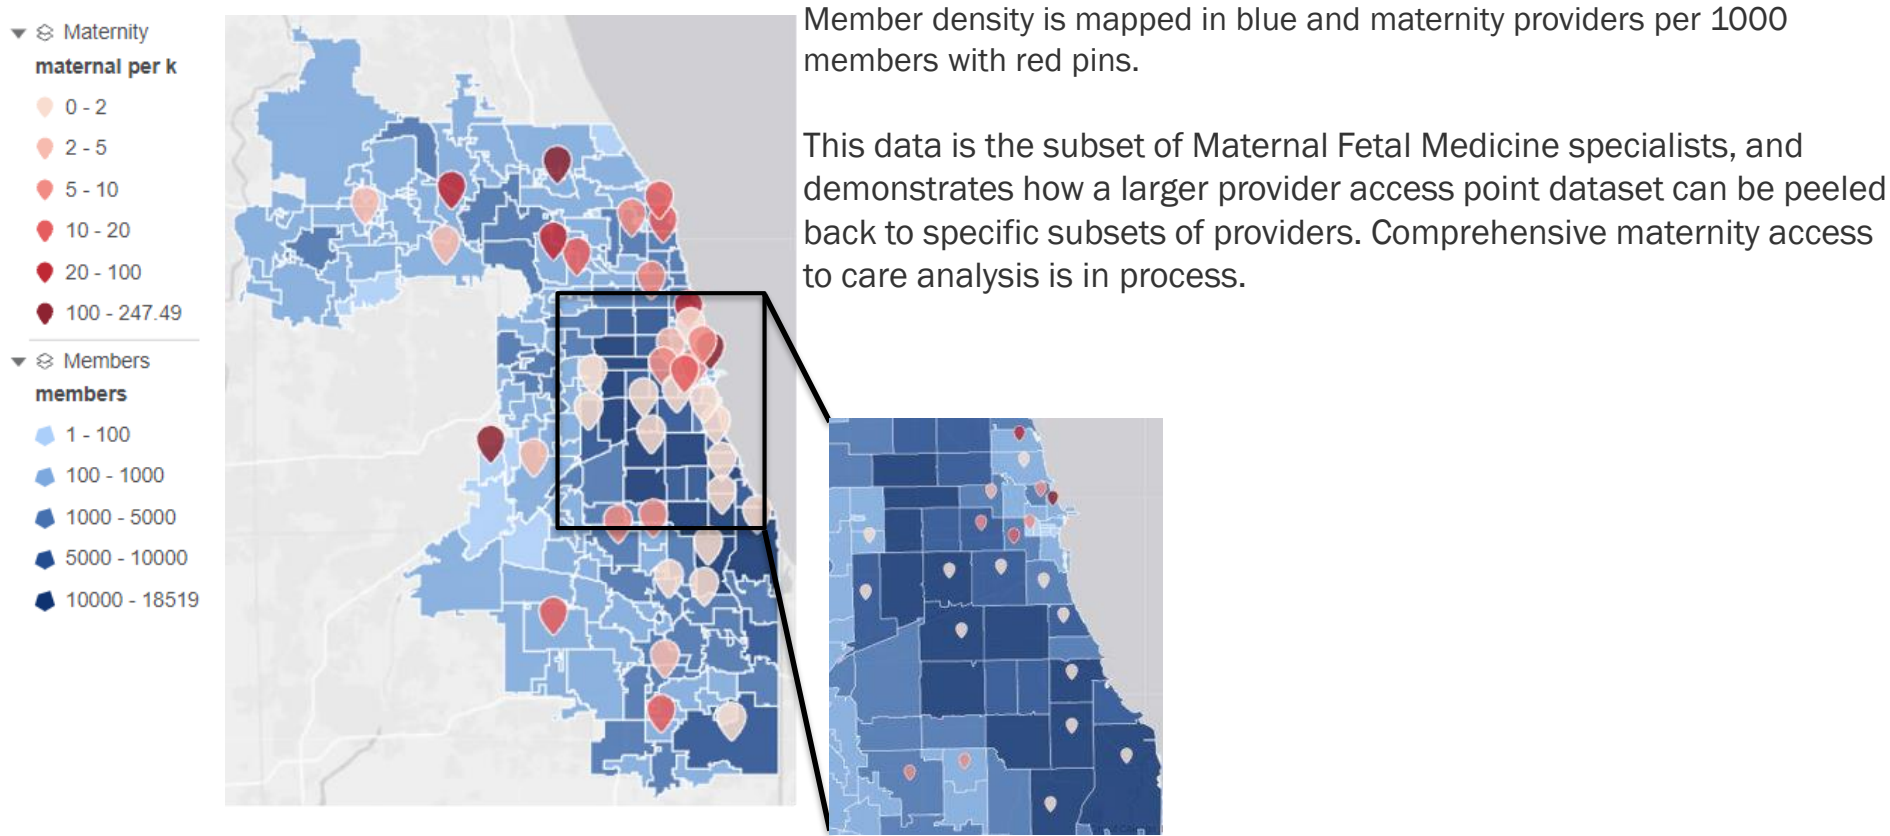 Maternity
maternal per k
0 - 2
2 - 5
5 - 10
10 - 20
20 - 100
100 - 247.49
Members
members
1 - 100
100 - 1000
1000 - 5000
5000 - 10000
10000 - 18519
Member density is mapped in blue and maternity providers per 1000
members with red pins.
This data is the subset of Maternal Fetal Medicine specialists, and
demonstrates how a larger provider access point dataset can be peeled
back to specific subsets of providers. Comprehensive maternity access
to care analysis is in process.